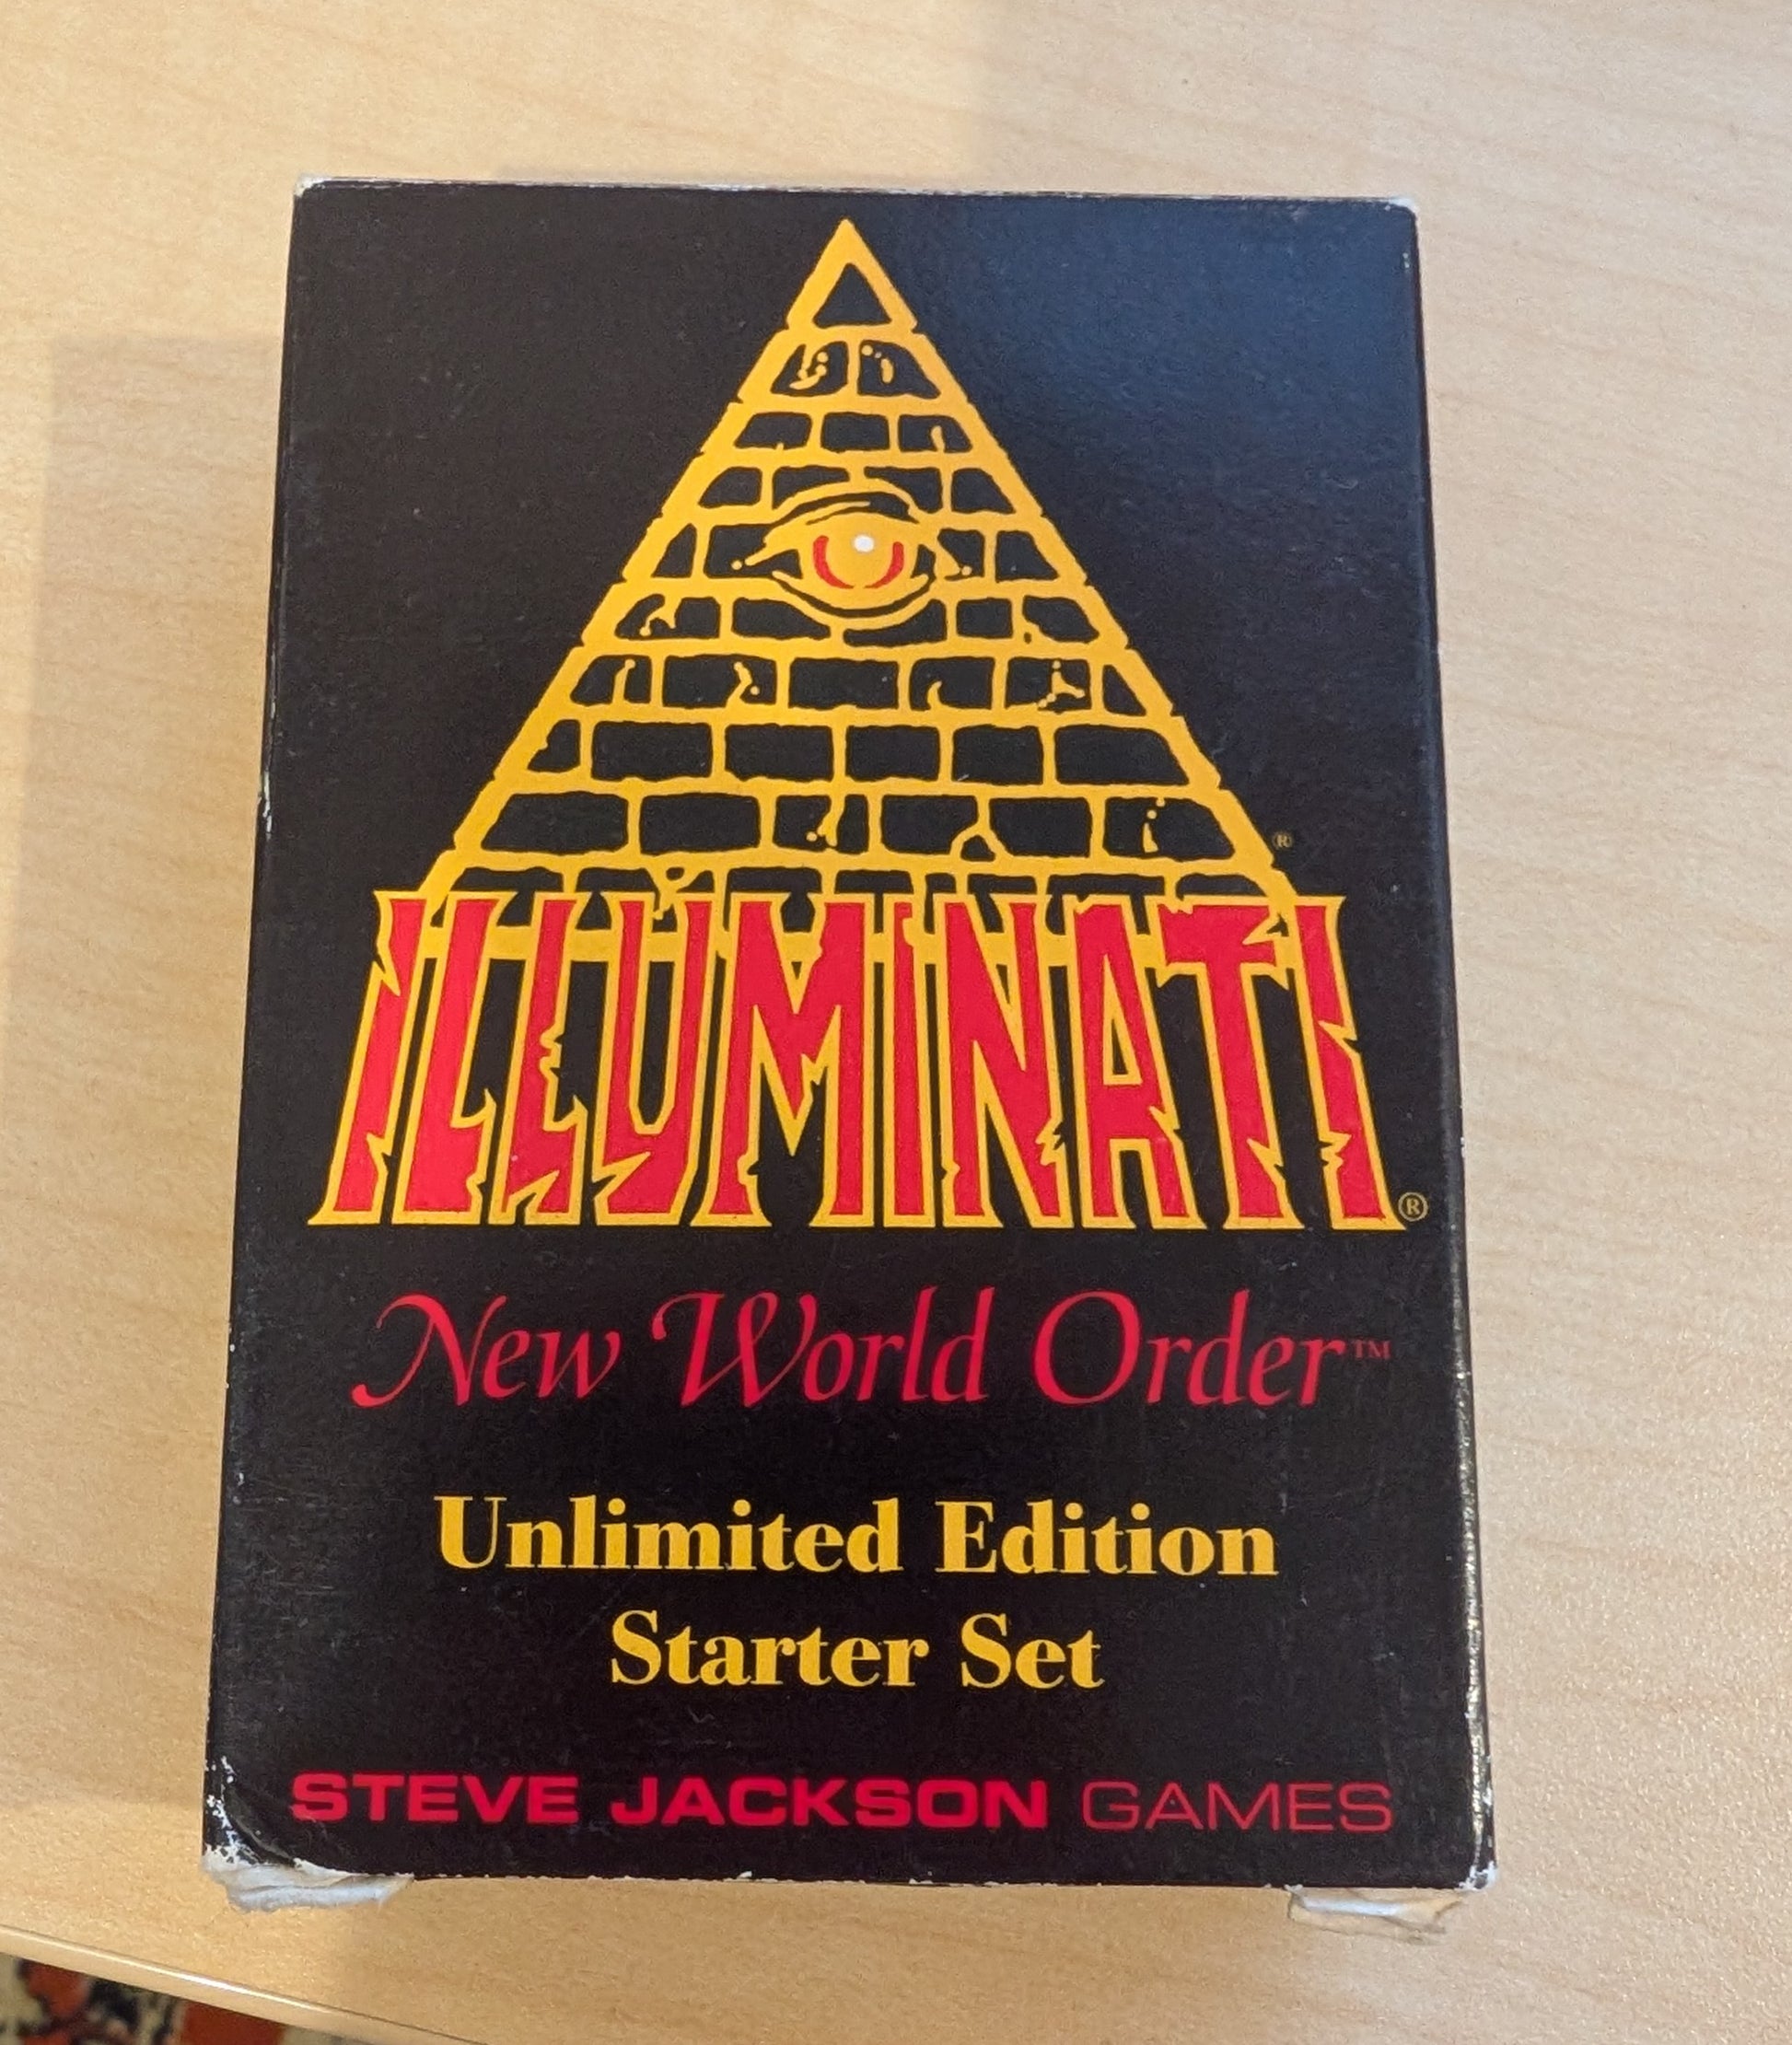 ®
ILLUMINATI®
New World Order™
Unlimited Edition
Starter Set
STEVE JACKSON GAMES